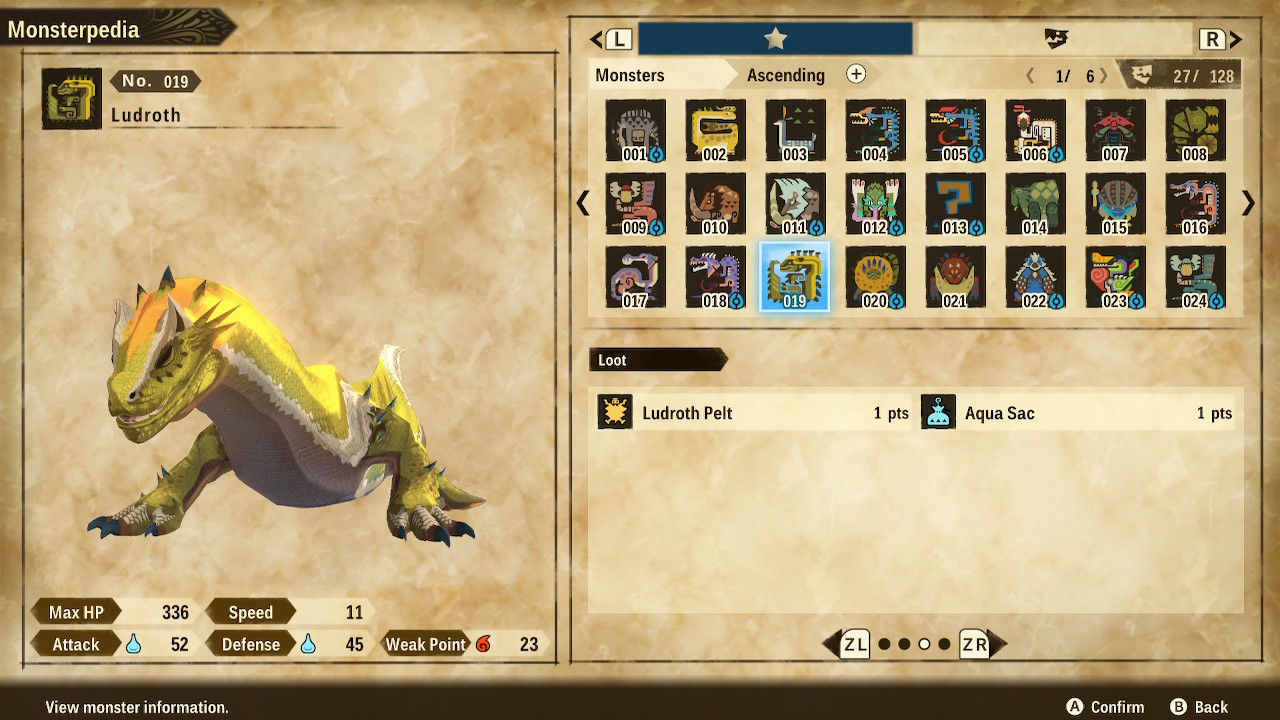 Monsterpedia
No. 019
Ludroth
L
R
Monsters
Ascending
1/ 6
27/ 128
001 002 003 004 005 006 007 008
009 010 011 012 013 014 015 016
017 018 019 020 021 022 023 024
Loot
Ludroth Pelt 1 pts
Aqua Sac 1 pts
Max HP 336
Speed 11
Attack 52
Defense 45
Weak Point 23
ZL
ZR
View monster information.
A Confirm
B Back